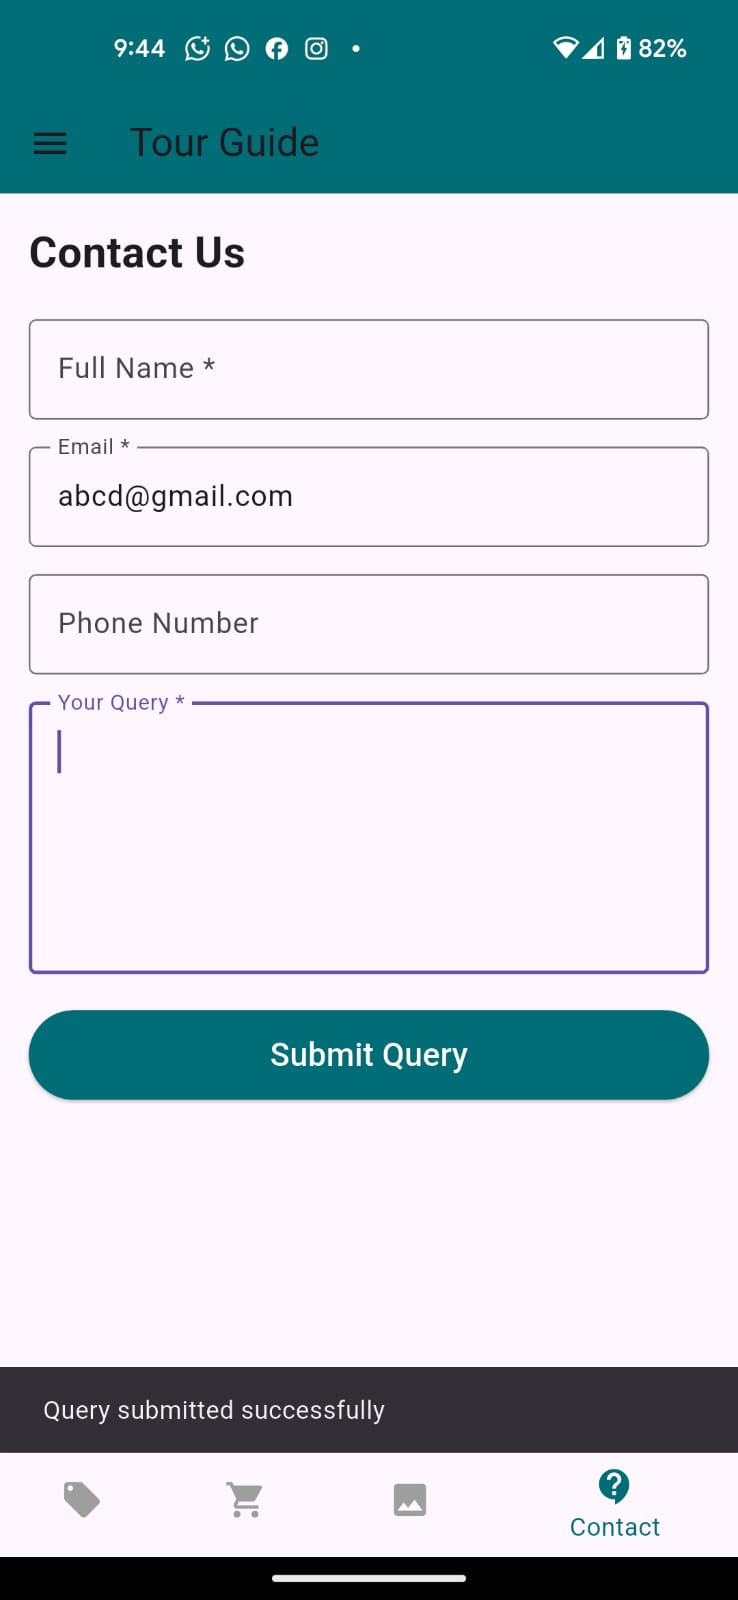 9:44 82%
Tour Guide
Contact Us
Full Name *
Email *
abcd@gmail.com
Phone Number
Your Query *
Submit Query
Query submitted successfully
Contact